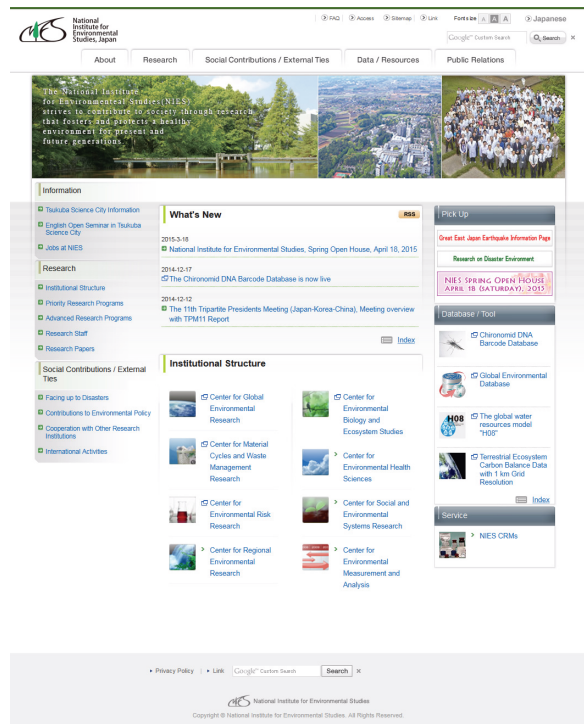 National
Institute for
Environmental
Studies, Japan
FAQ
Access
Sitemap
Link
Fontsize A A A
Japanese
Google™ Custom Search
Search ×
About
Research
Social Contributions / External Ties
Data / Resources
Public Relations
The National Institute
for Environmenteal Studies(NIES)
strives to contribute to society through research
that fosters and protects a healthy
environment for present and
future generations.
Information
Tsukuba Science City Information
English Open Seminar in Tsukuba
Science City
Jobs at NIES
Research
Institutional Structure
Priority Research Programs
Advanced Research Programs
Research Staff
Research Papers
Social Contributions / External
Ties
Facing up to Disasters
Contributions to Environmental Policy
Cooperation with Other Research
Institutions
International Activities
What's New
RSS
2015-3-18
National Institute for Environmental Studies, Spring Open House, April 18, 2015
2014-12-17
The Chironomid DNA Barcode Database is now live
2014-12-12
The 11th Tripartite Presidents Meeting (Japan-Korea-China), Meeting overview
with TPM11 Report
Index
Institutional Structure
Center for Global
Environmental
Research
Center for
Environmental
Biology and
Ecosystem Studies
Center for Material
Cycles and Waste
Management
Research
Center for
Environmental Health
Sciences
Center for
Environmental Risk
Research
Center for Social and
Environmental
Systems Research
Center for Regional
Environmental
Research
Center for
Environmental
Measurement and
Analysis
Pick Up
Great East Japan Earthquake Information Page
Research on Disaster Environment
NIES SPRING OPEN HOUSE
APRIL 18 (SATURDAY), 2015
Database / Tool
Chironomid DNA
Barcode Database
Global Environmental
Database
H08
The global water
resources model
"H08"
Terrestrial Ecosystem
Carbon Balance Data
with 1 km Grid
Resolution
Index
Service
NIES CRMs
Privacy Policy
Link
Google™ Custom Search
Search ×
National Institute for Environmental Studies
Copyright © National Institute for Environmental Studies. All Rights Reserved.